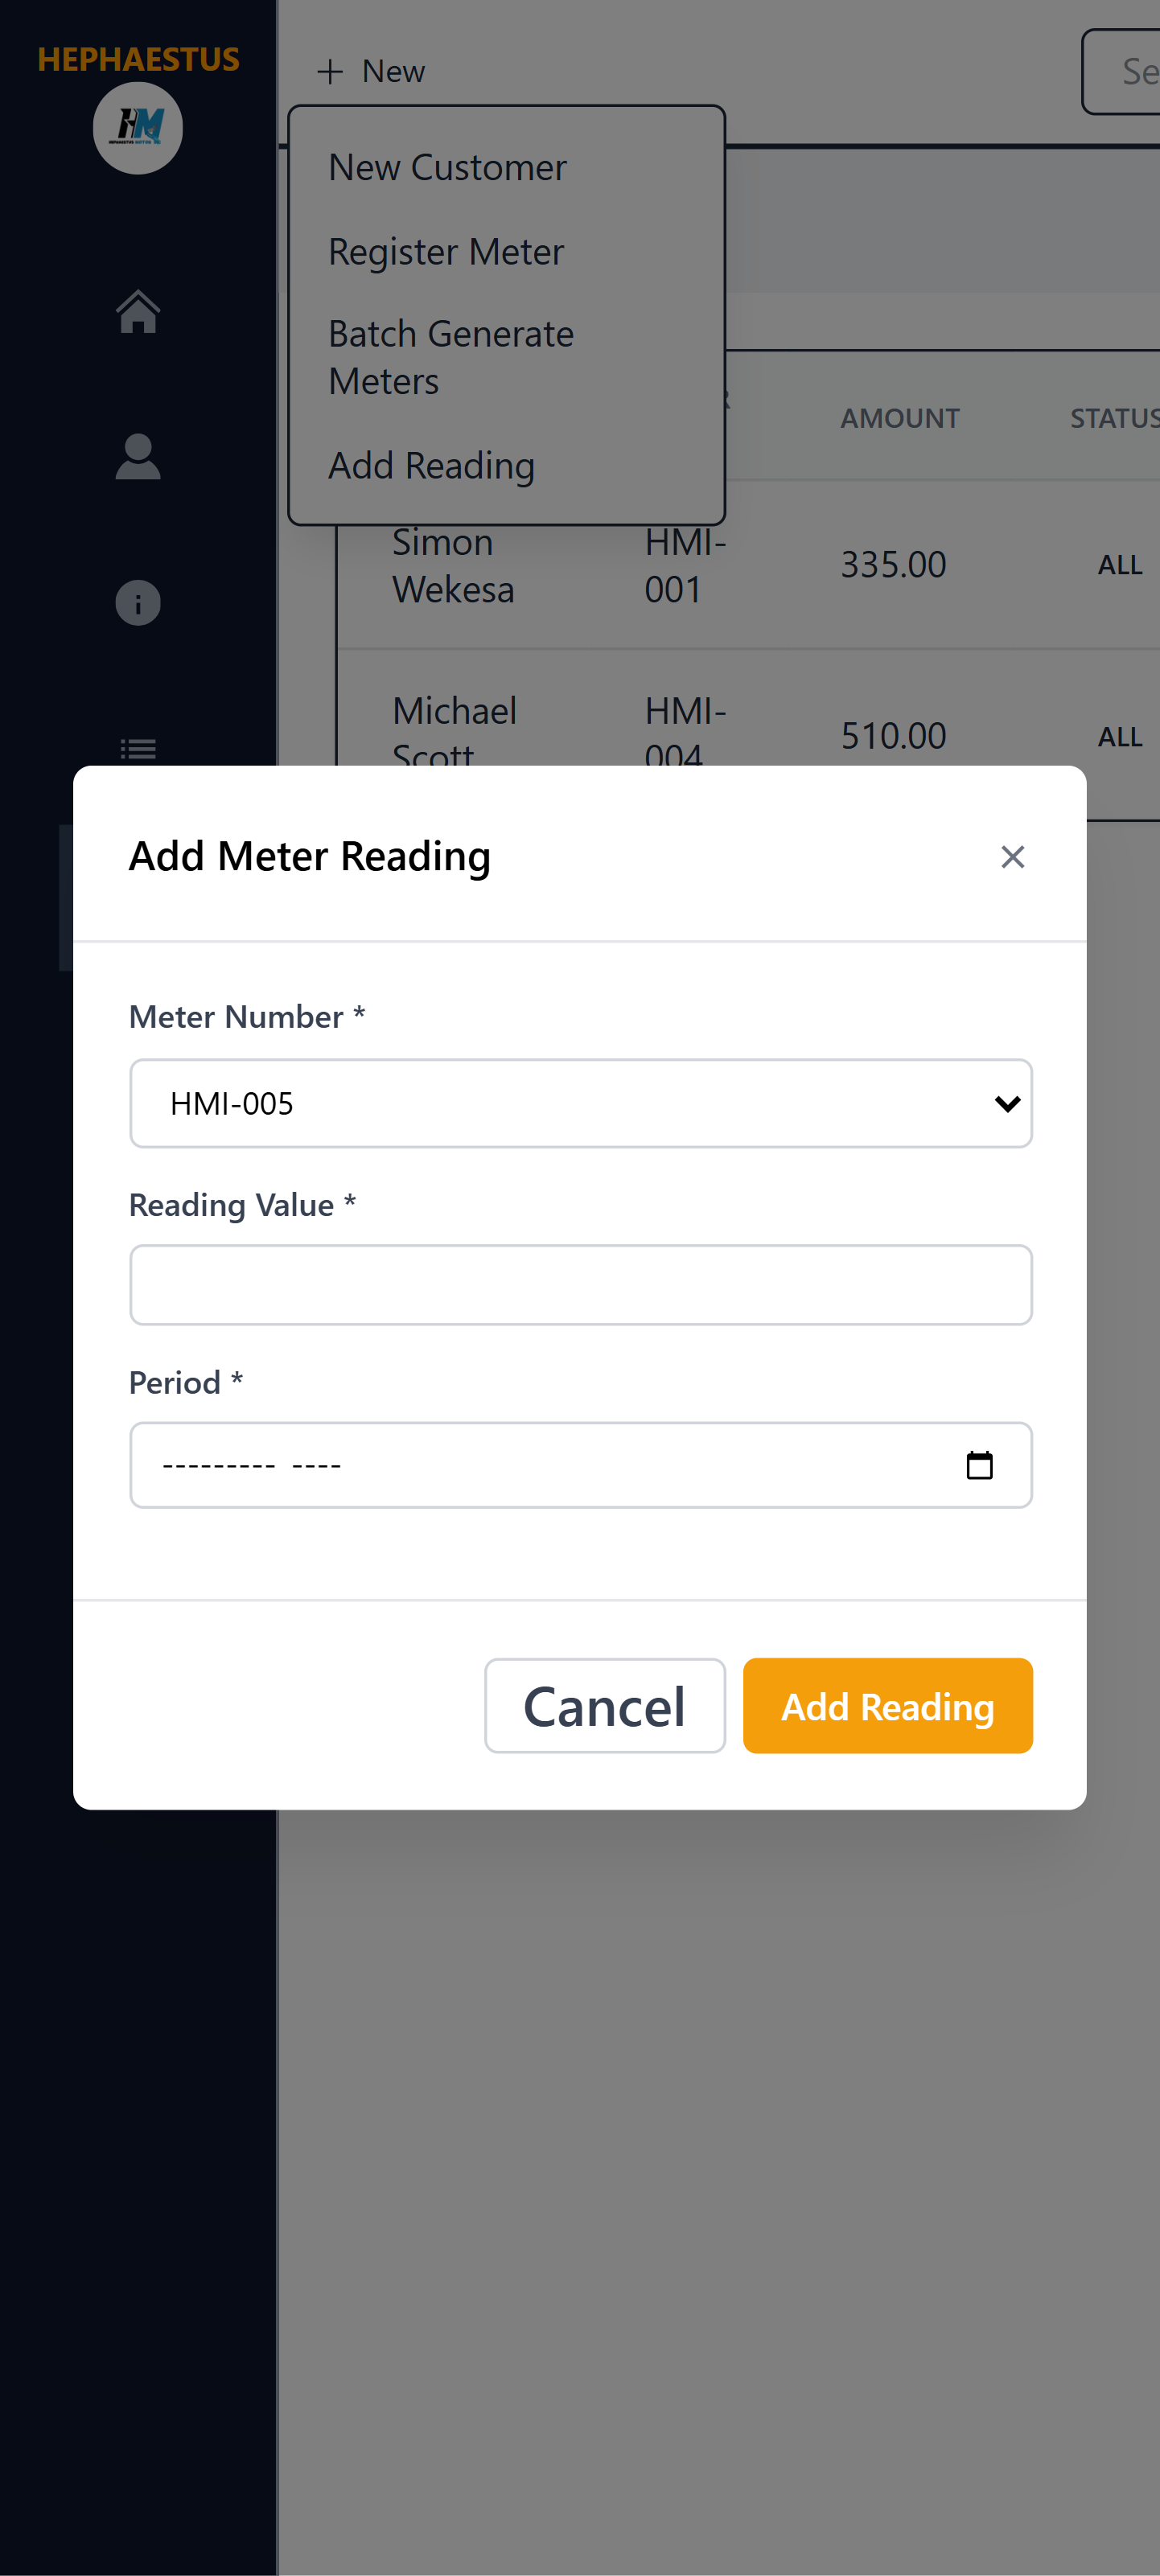 HEPHAESTUS
HM
New
Se
New Customer
Register Meter
Batch Generate
Meters
Add Reading
AMOUNT
STATUS
Simon
Wekesa
HMI-
001
335.00
ALL
Michael
Scott
HMI-
004
510.00
ALL
Add Meter Reading
×
Meter Number *
HMI-005
Reading Value *
Period *
--------- ----
Cancel
Add Reading